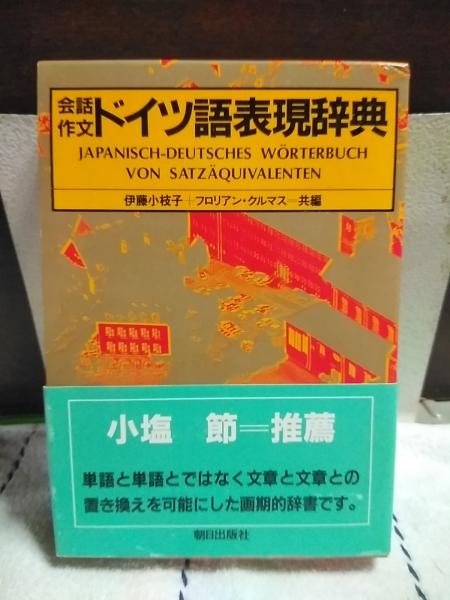 会話
作文
ドイツ語表現辞典
JAPANISCH-DEUTSCHES WÖRTERBUCH
VON SATZÄQUIVALENTEN
伊藤小枝子+フロリアン・クルマス=共編
小塩 節=推薦
単語と単語とではなく文章と文章との
置き換えを可能にした画期的辞書です。
朝日出版社